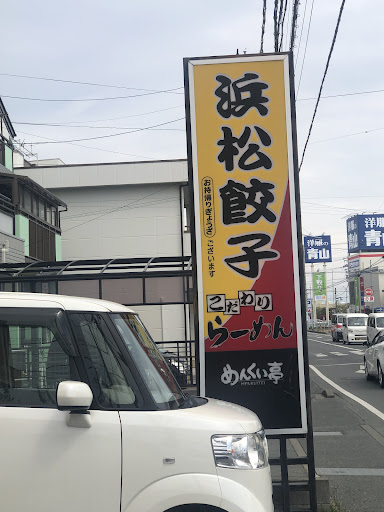 浜松餃子
お持帰りぎょうざございます
こだわり
らーめん
めんくい亭
MENKUITEI
洋服の
青山
洋服の
青山